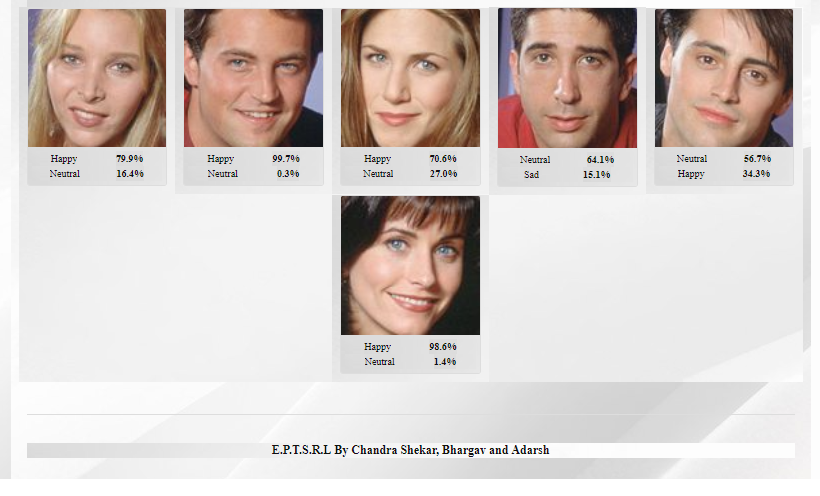 Happy 79.9%
Neutral 16.4%
Happy 99.7%
Neutral 0.3%
Happy 70.6%
Neutral 27.0%
Neutral 64.1%
Sad 15.1%
Neutral 56.7%
Happy 34.3%
Happy 98.6%
Neutral 1.4%
E.P.T.S.R.L By Chandra Shekar, Bhargav and Adarsh